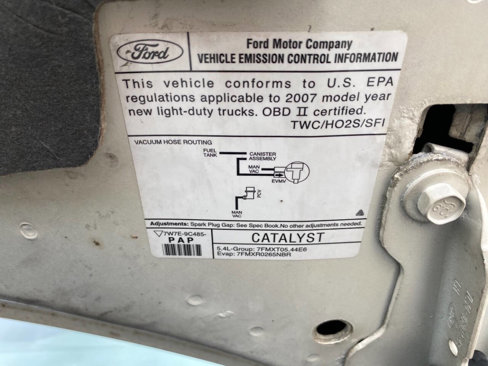 Ford
Ford Motor Company
VEHICLE EMISSION CONTROL INFORMATION
This vehicle conforms to U.S. EPA
regulations applicable to 2007 model year
new light-duty trucks. OBD II certified.
TWC/HO2S/SFI
VACUUM HOSE ROUTING
FUEL
TANK
CANISTER
ASSEMBLY
MAN
VAC
EVMV
PCV
MAN
VAC
Adjustments: Spark Plug Gap: See Spec Book.No other adjustments needed.
7W7E-9C485-
PAP
CATALYST
5.4L-Group: 7FMXT05.44E6
Evap: 7FMXR0265NBR